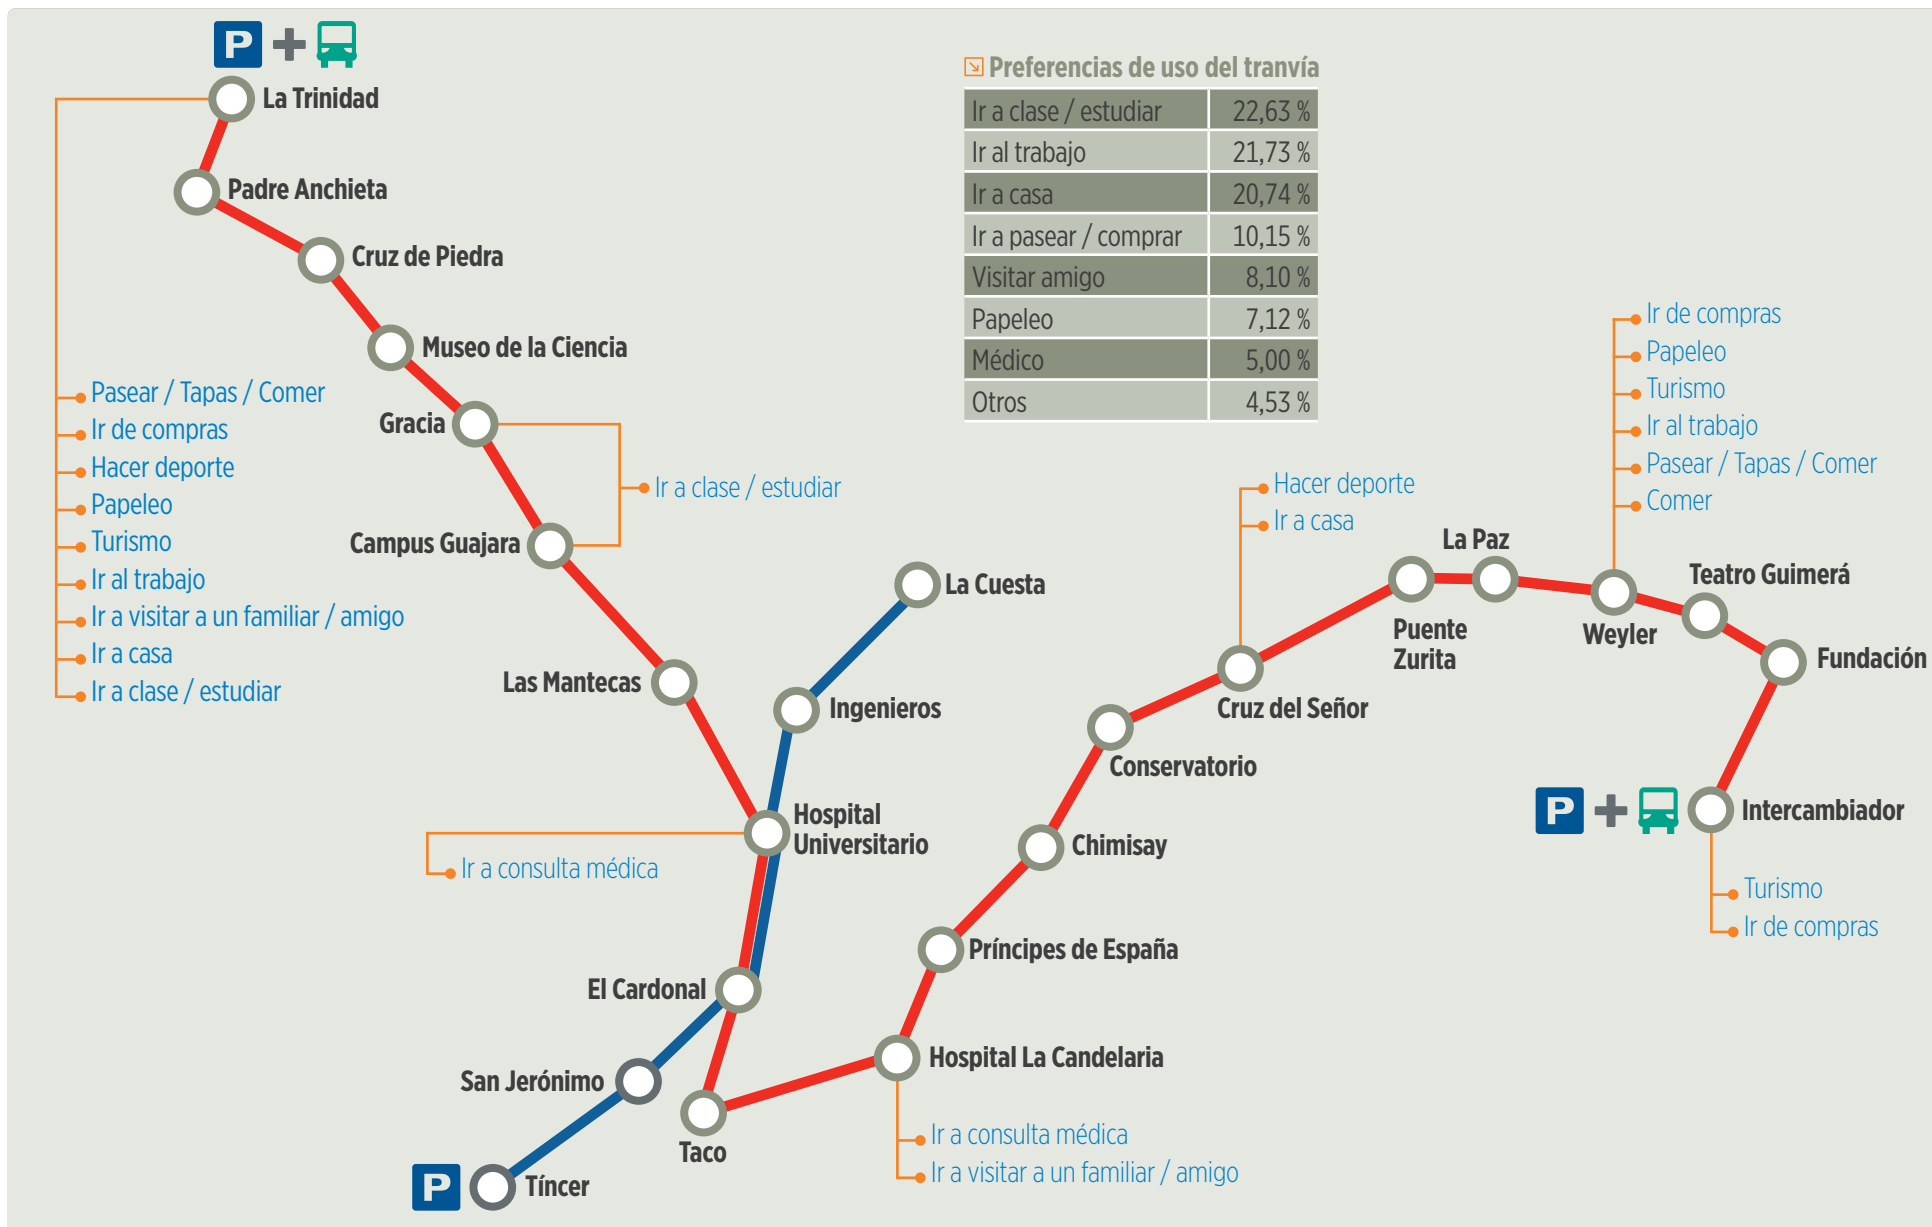 P
La Trinidad
Padre Anchieta
Cruz de Piedra
Museo de la Ciencia
Gracia
Campus Guajara
Las Mantecas
Pasear / Tapas / Comer
Ir de compras
Hacer deporte
Papeleo
Turismo
Ir al trabajo
Ir a visitar a un familiar / amigo
Ir a casa
Ir a clase / estudiar
Ir a clase / estudiar
Preferencias de uso del tranvía
Ir a clase / estudiar 22,63 %
Ir al trabajo 21,73 %
Ir a casa 20,74 %
Ir a pasear / comprar 10,15 %
Visitar amigo 8,10 %
Papeleo 7,12 %
Médico 5,00 %
Otros 4,53 %
La Cuesta
Ingenieros
Hospital
Universitario
Ir a consulta médica
El Cardonal
San Jerónimo
P
Tíncer
Taco
Hospital La Candelaria
Ir a consulta médica
Ir a visitar a un familiar / amigo
Príncipes de España
Chimisay
Conservatorio
Cruz del Señor
Hacer deporte
Ir a casa
Puente
Zurita
La Paz
Weyler
Ir de compras
Papeleo
Turismo
Ir al trabajo
Pasear / Tapas / Comer
Comer
Teatro Guimerá
Fundación
P
Intercambiador
Turismo
Ir de compras